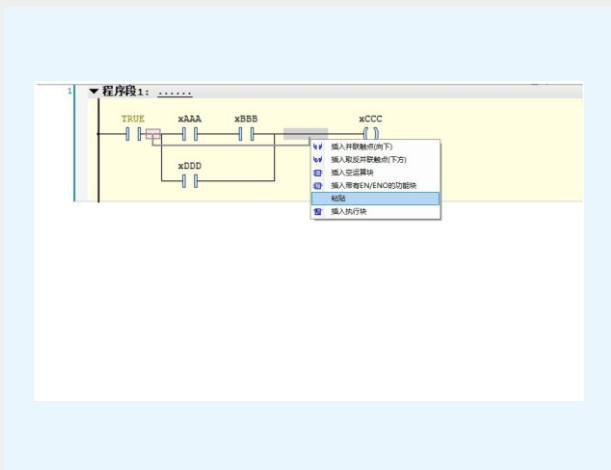 1 ▼程序段1: ......
TRUE xAAA xBBB xCCC
xDDD
插入并联触点(向下)
插入取反并联触点(下方)
插入空运算块
插入带有EN/ENO的功能块
粘贴
插入执行块